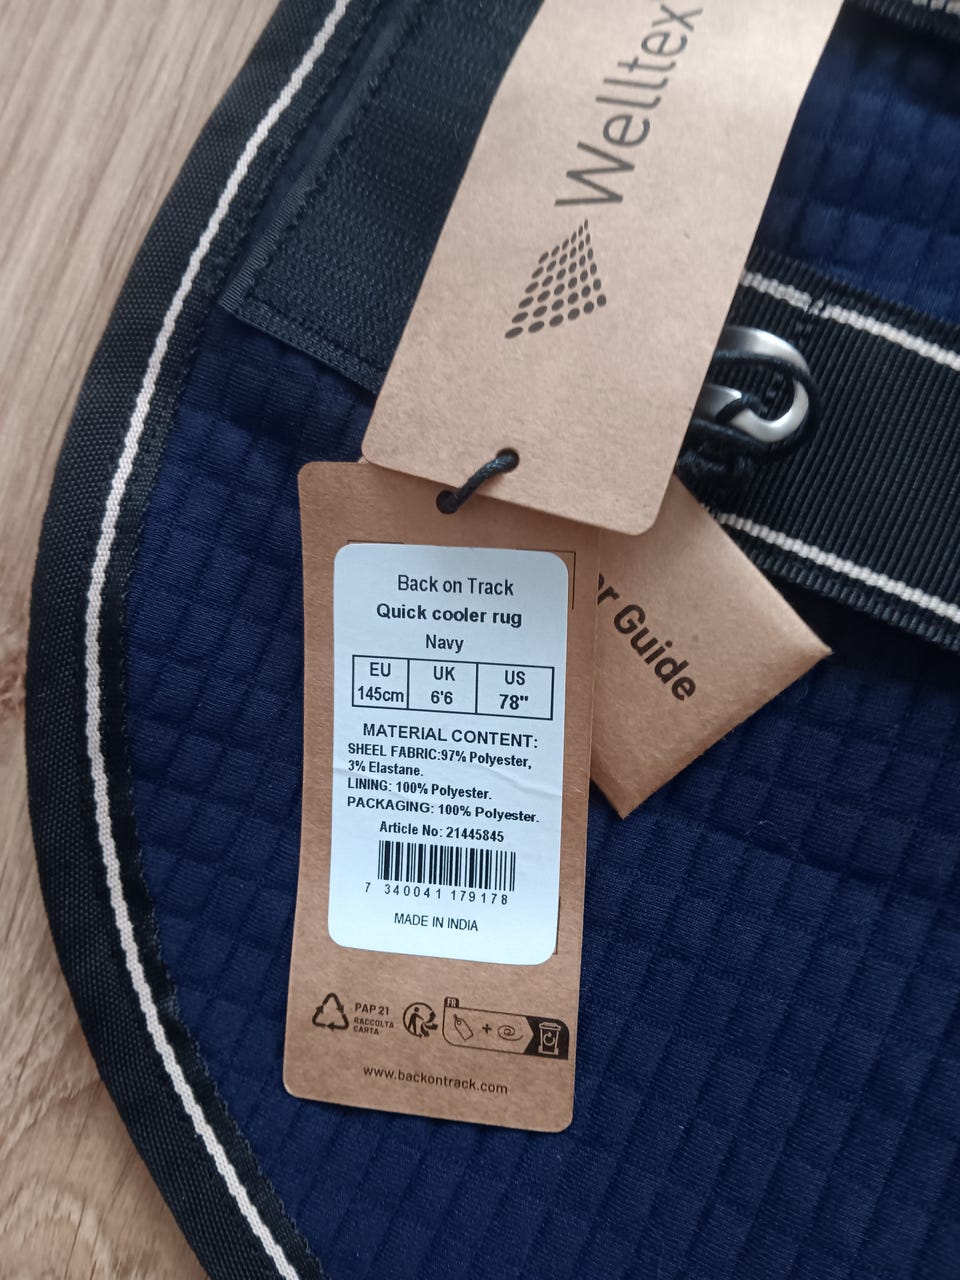 Welltex
Guide
Back on Track
Quick cooler rug
Navy
EU UK US
145cm 6'6 78"
MATERIAL CONTENT:
SHEEL FABRIC:97% Polyester,
3% Elastane.
LINING: 100% Polyester.
PACKAGING: 100% Polyester.
Article No: 21445845
7 340041 179178
MADE IN INDIA
PAP 21
RACCOLTA
CARTA
FR
+
www.backontrack.com